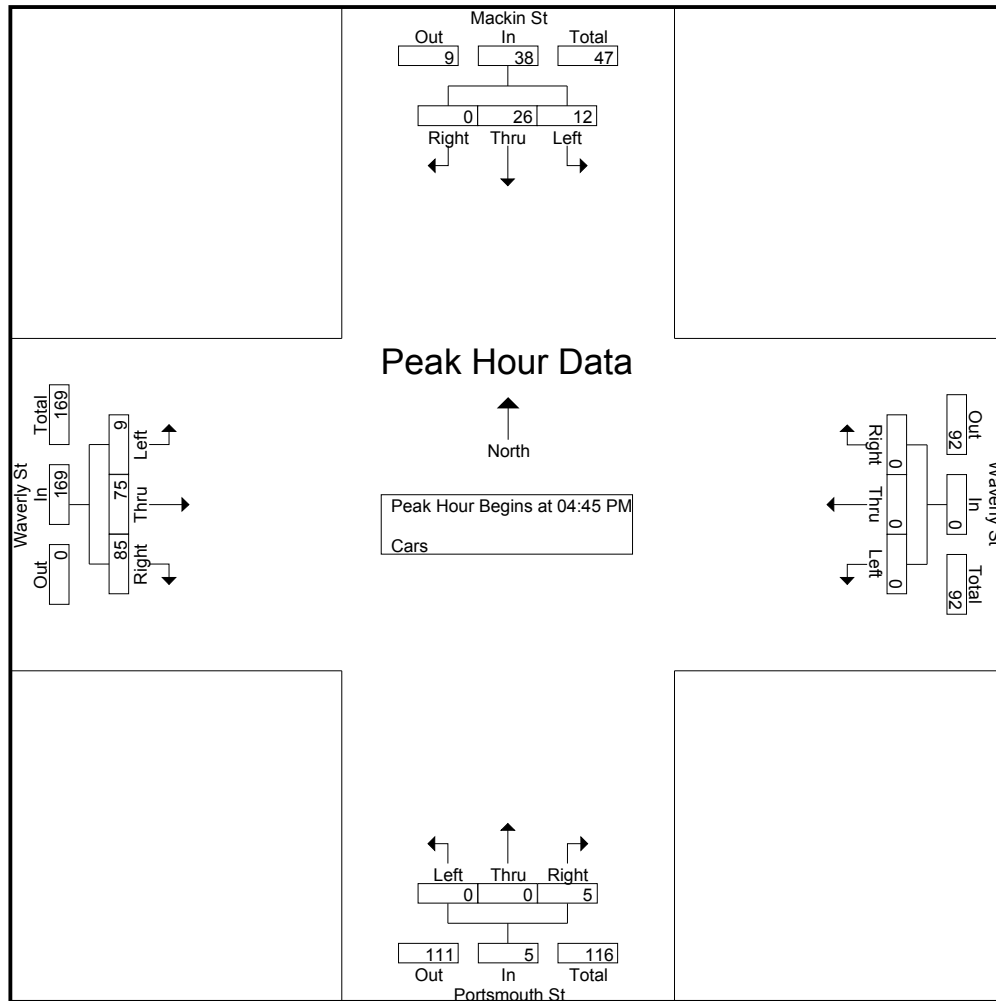 Mackin St
Out In Total
9 38 47
0 26 12
Right Thru Left
Peak Hour Data
North
Peak Hour Begins at 04:45 PM
Cars
Waverly St
Total In Out
169 169 0
9 75 85
Left Thru Right
Waverly St
Out In Total
92 0 92
0 0 0
Right Thru Left
Left Thru Right
0 0 5
111 5 116
Out In Total
Portsmouth St